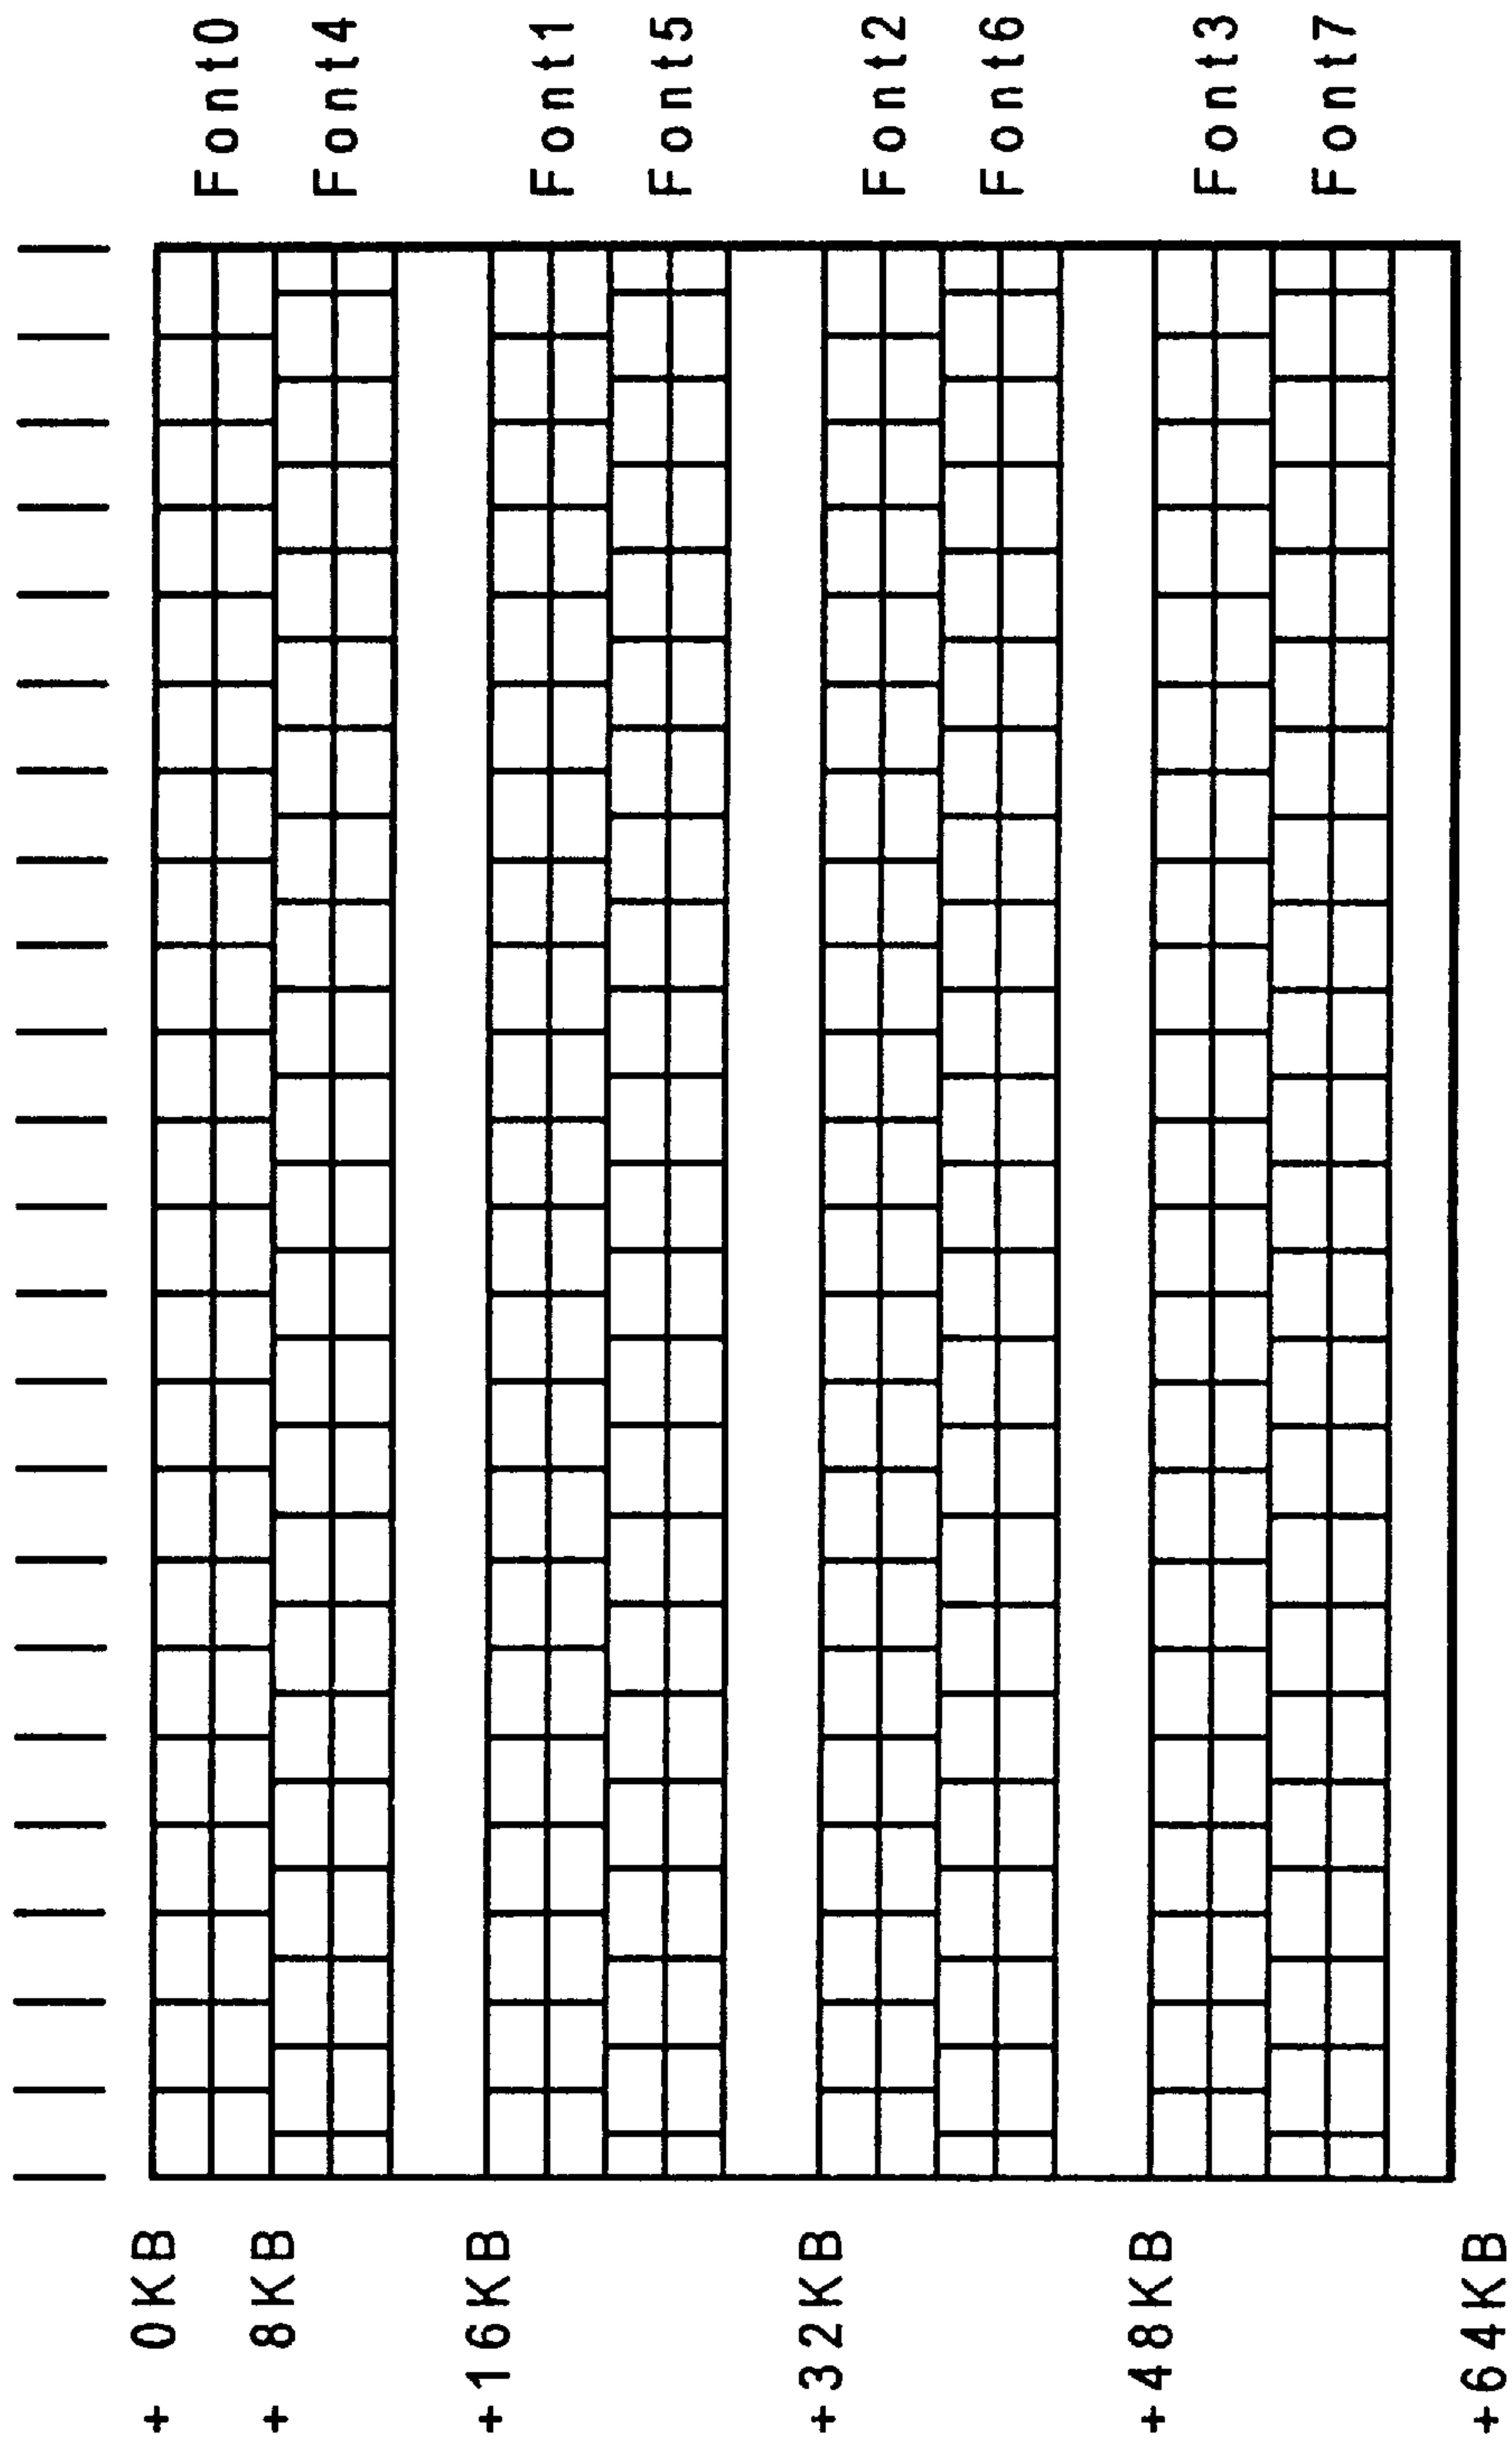 Font0
Font4
Font1
Font5
Font2
Font6
Font3
Font7
+ 0KB
+ 8KB
+16KB
+32KB
+48KB
+64KB